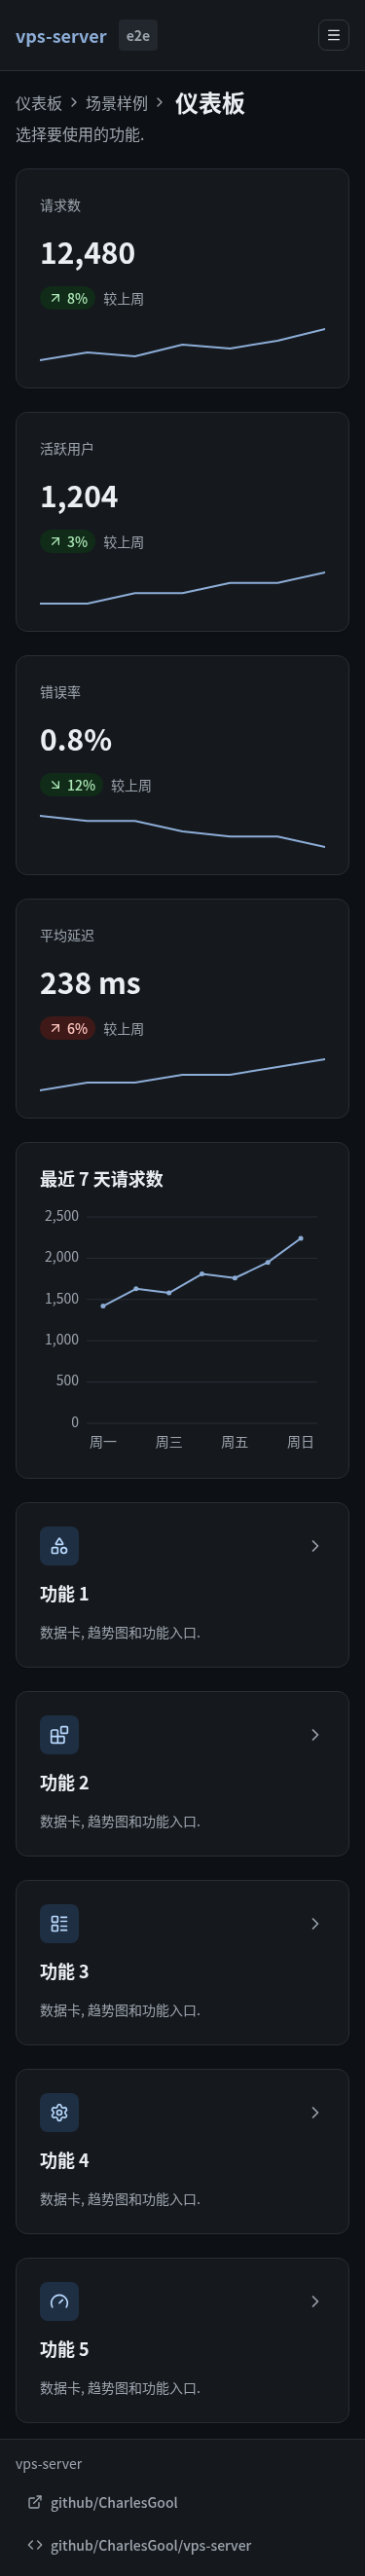 vps-server e2e
仪表板 > 场景样例 > 仪表板
选择要使用的功能.
请求数
12,480
8% 较上周
活跃用户
1,204
3% 较上周
错误率
0.8%
12% 较上周
平均延迟
238 ms
6% 较上周
最近 7 天请求数
2,500
2,000
1,500
1,000
500
0
周一 周三 周五 周日
功能 1
数据卡, 趋势图和功能入口.
功能 2
数据卡, 趋势图和功能入口.
功能 3
数据卡, 趋势图和功能入口.
功能 4
数据卡, 趋势图和功能入口.
功能 5
数据卡, 趋势图和功能入口.
vps-server
github/CharlesGool
github/CharlesGool/vps-server